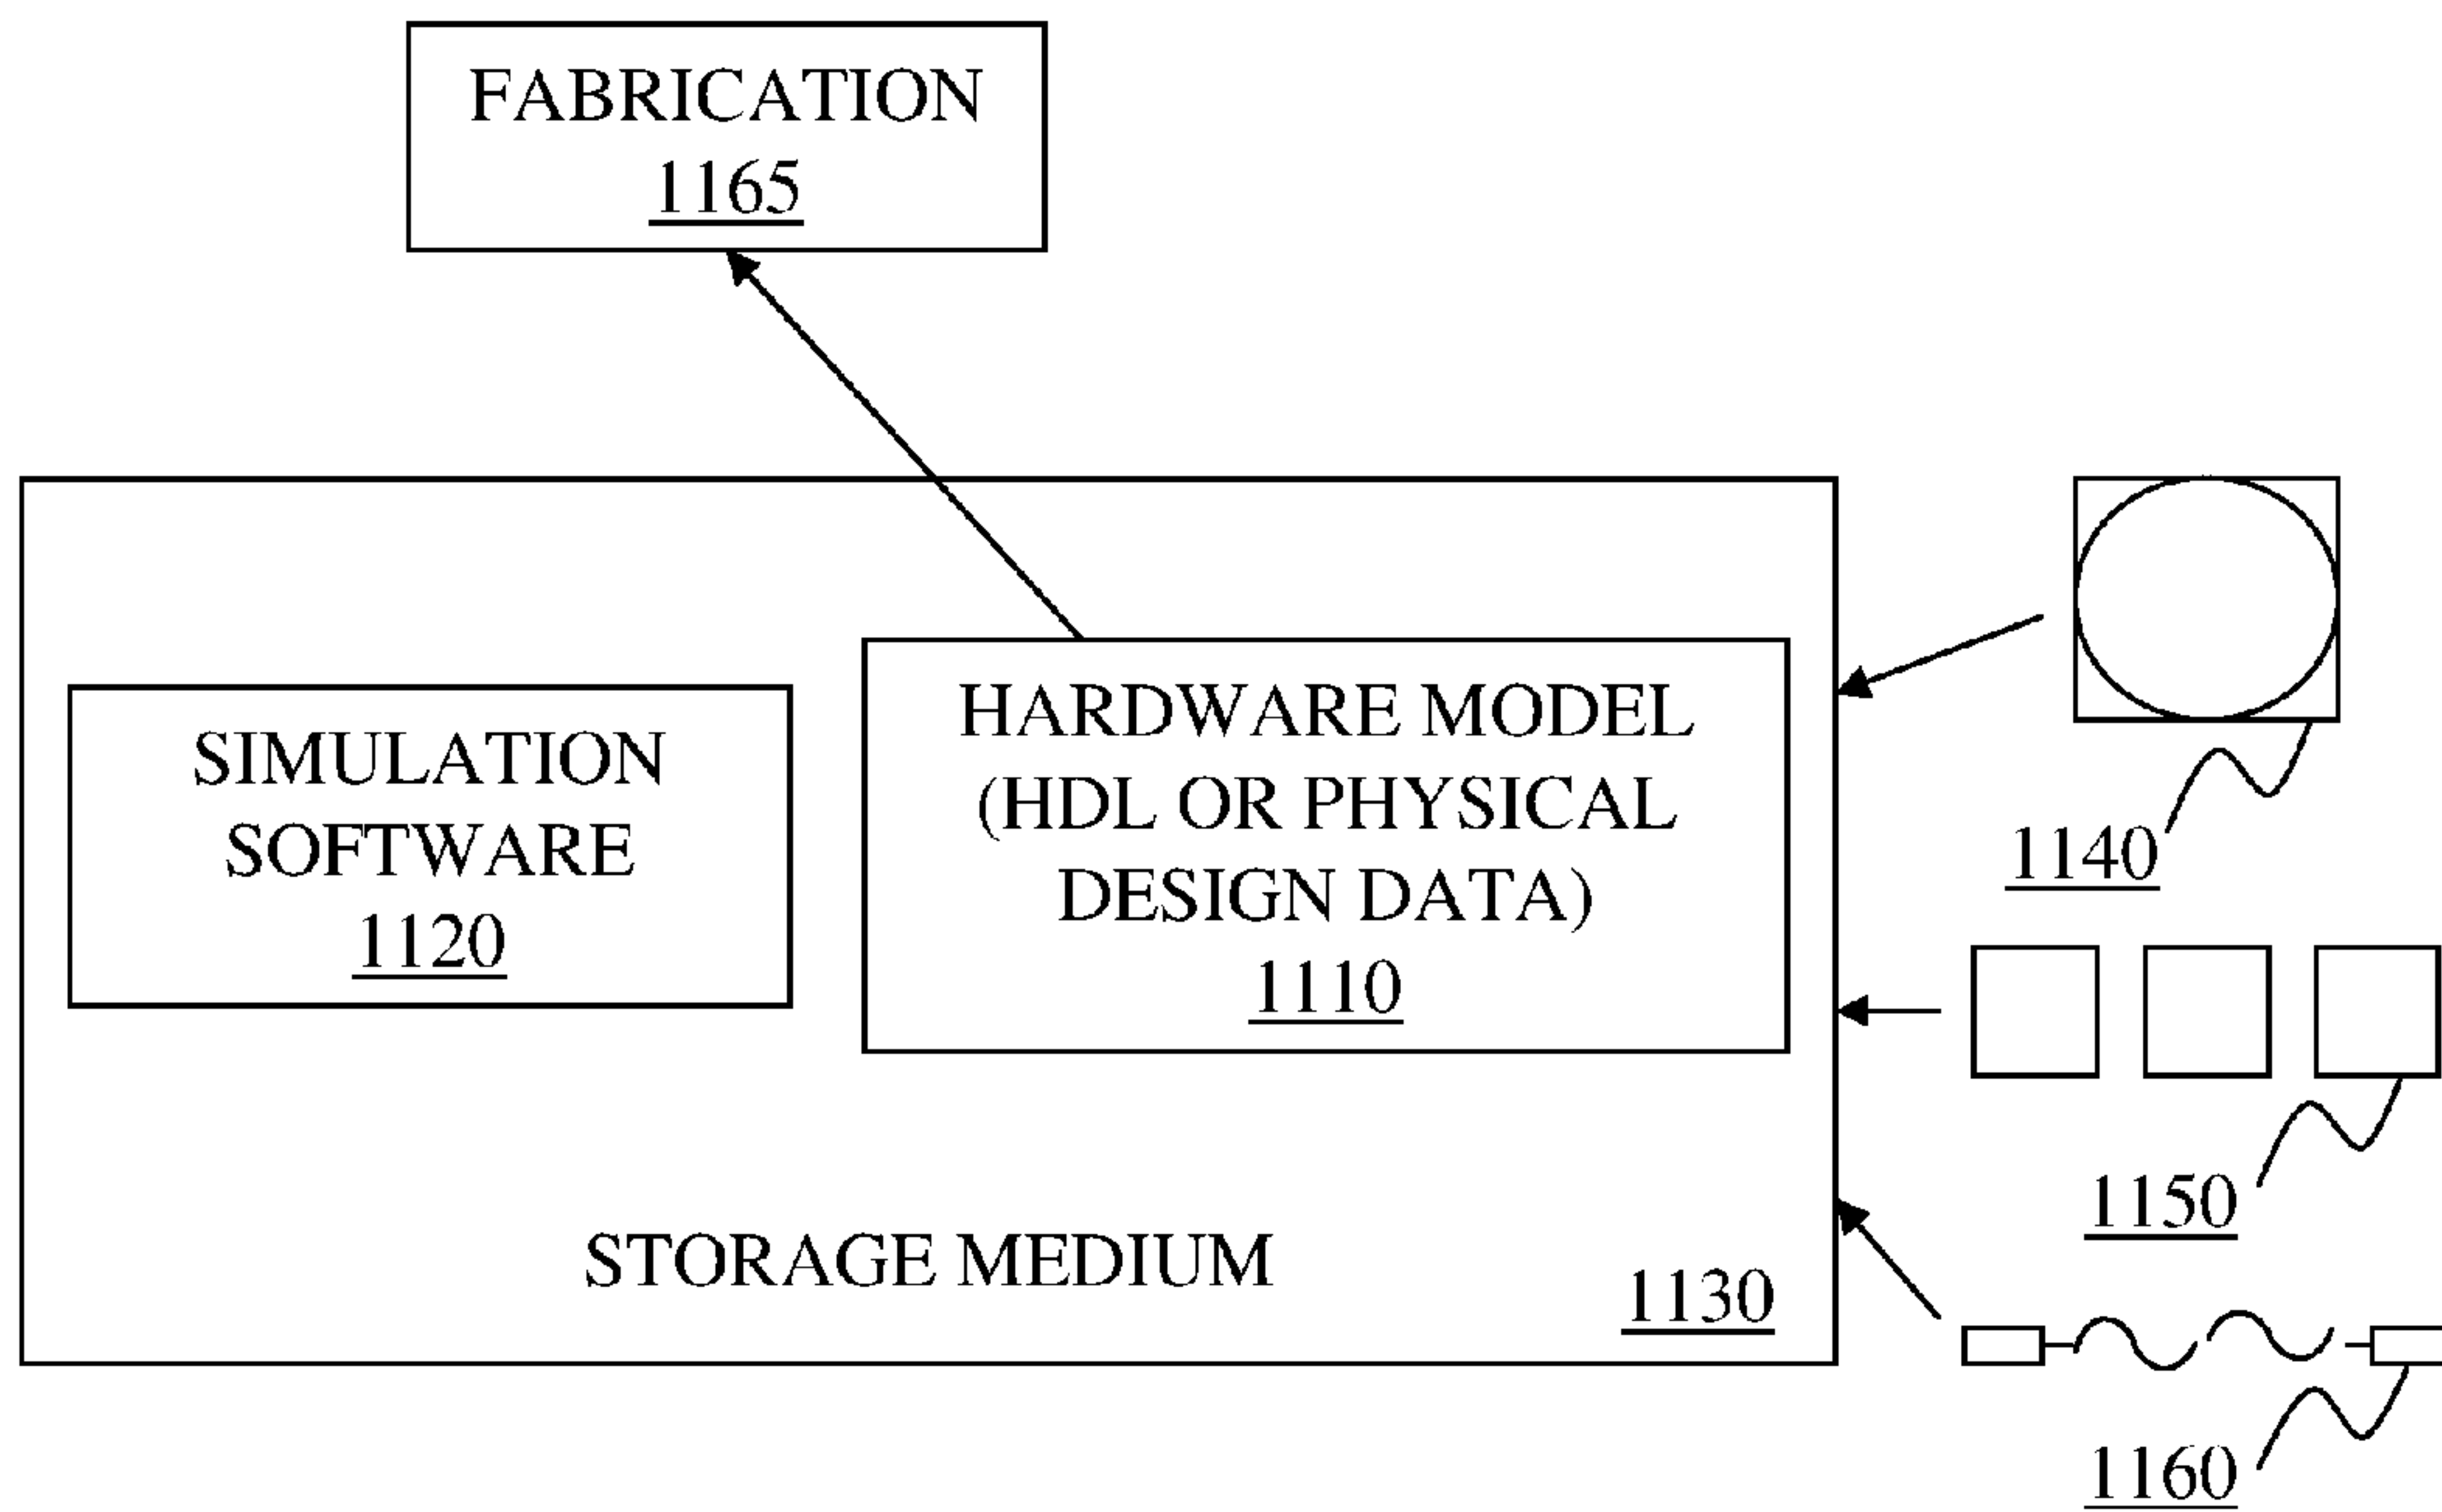 FABRICATION
1165
SIMULATION
SOFTWARE
1120
HARDWARE MODEL
(HDL OR PHYSICAL
DESIGN DATA)
1110
STORAGE MEDIUM
1130
1140
1150
1160